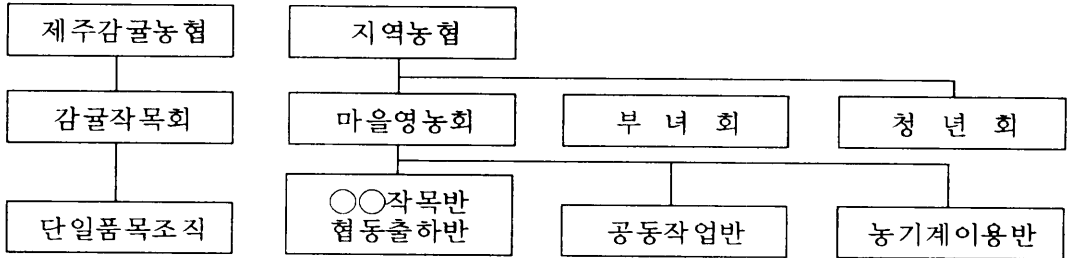 제주감귤농협 지역농협
감귤작목회 마을영농회 부 녀 회 청 년 회
○○작목반
단일품목조직 협동출하반 공동작업반 농기계이용반